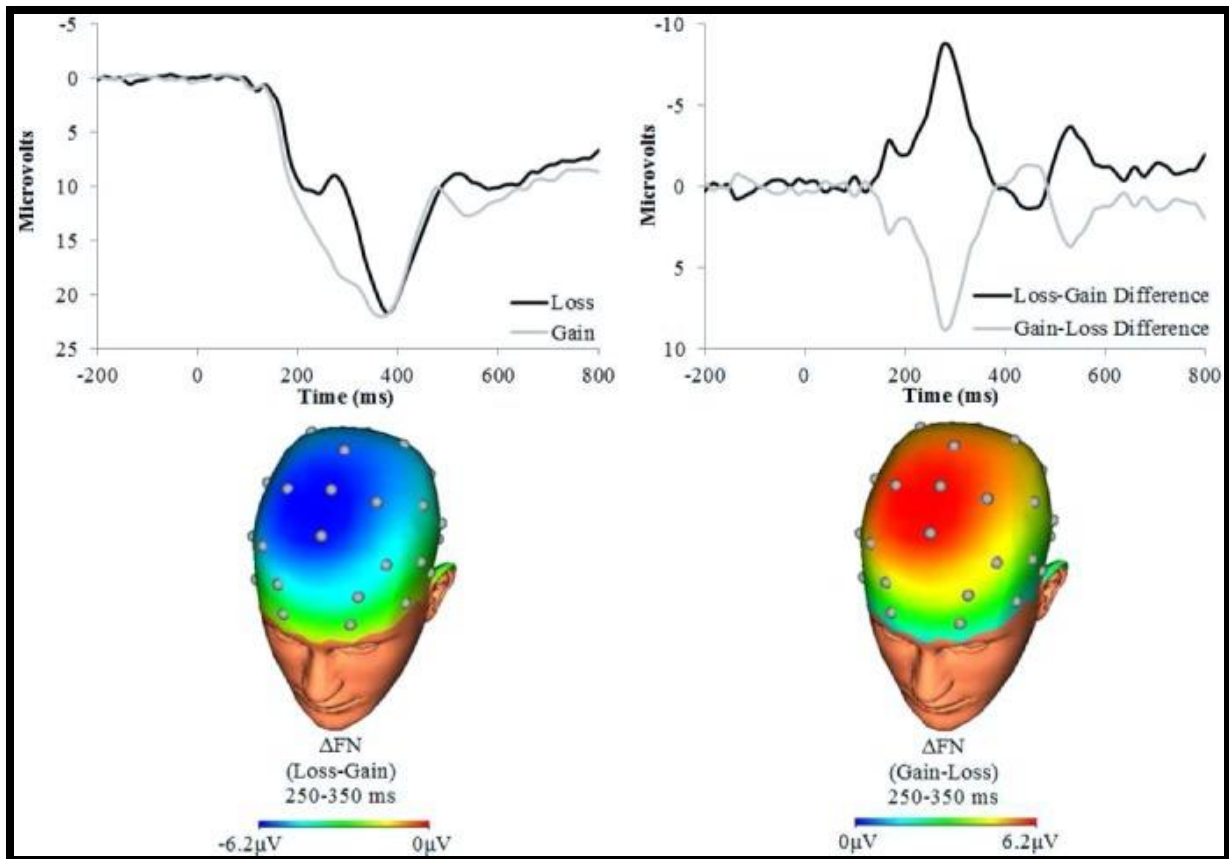 -5
0
5
10
15
20
25
Microvolts
-200 0 200 400 600 800
Time (ms)
Loss
Gain
-10
-5
0
5
10
Microvolts
-200 0 200 400 600 800
Time (ms)
Loss-Gain Difference
Gain-Loss Difference
ΔFN
(Loss-Gain)
250-350 ms
-6.2μV 0μV
ΔFN
(Gain-Loss)
250-350 ms
0μV 6.2μV